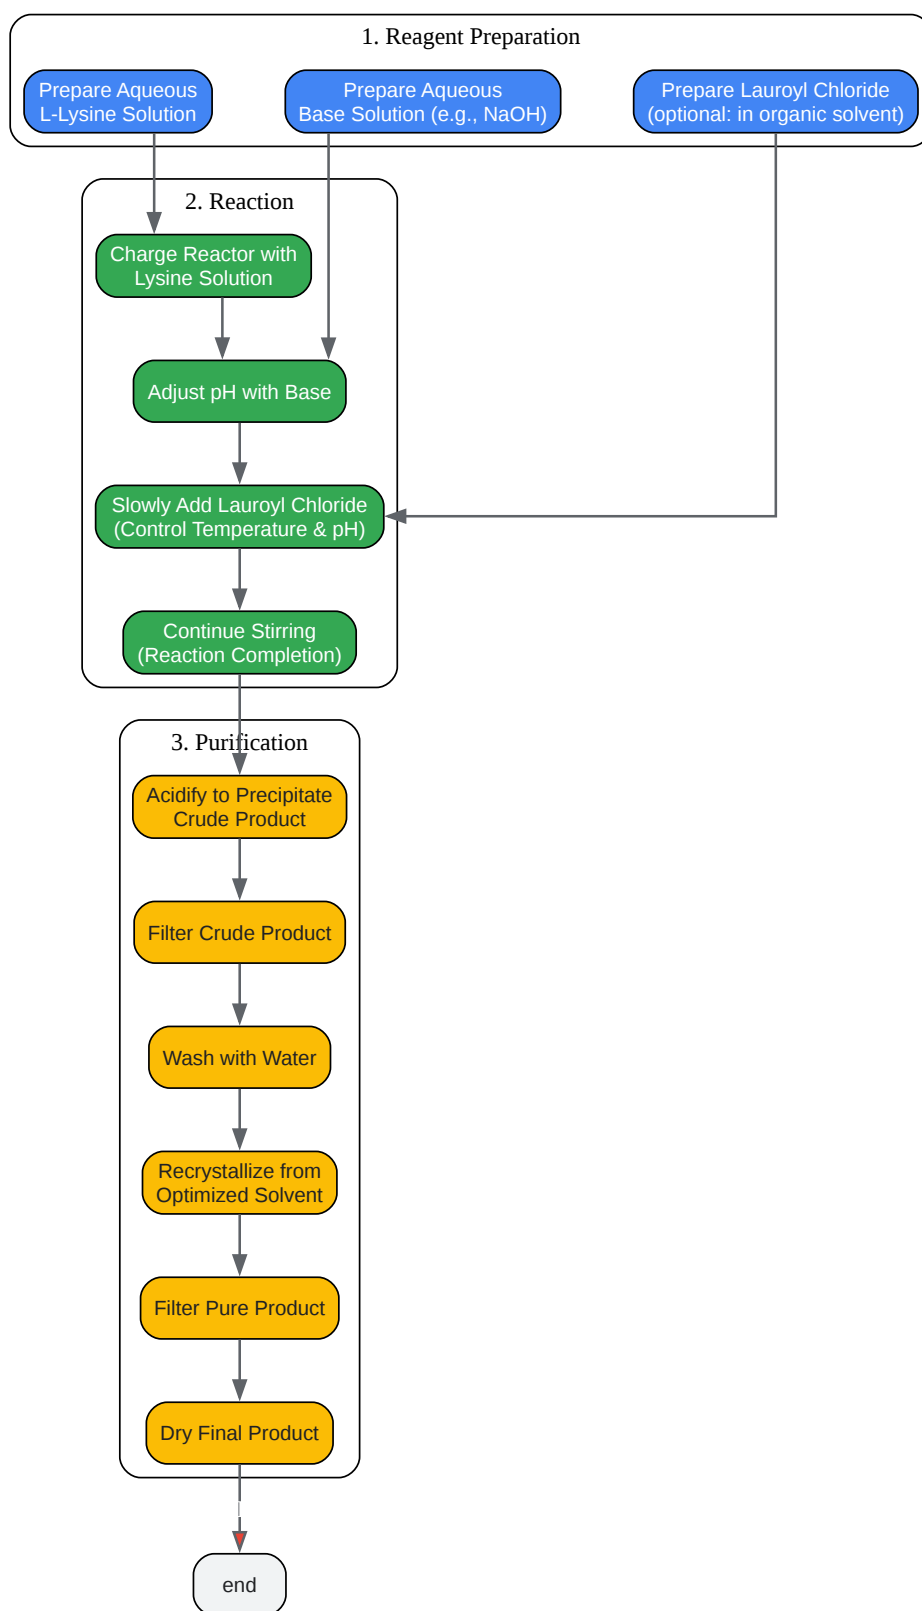 1. Reagent Preparation
Prepare Aqueous
L-Lysine Solution
Prepare Aqueous
Base Solution (e.g., NaOH)
Prepare Lauroyl Chloride
(optional: in organic solvent)
2. Reaction
Charge Reactor with
Lysine Solution
Adjust pH with Base
Slowly Add Lauroyl Chloride
(Control Temperature & pH)
Continue Stirring
(Reaction Completion)
3. Purification
Acidify to Precipitate
Crude Product
Filter Crude Product
Wash with Water
Recrystallize from
Optimized Solvent
Filter Pure Product
Dry Final Product
end